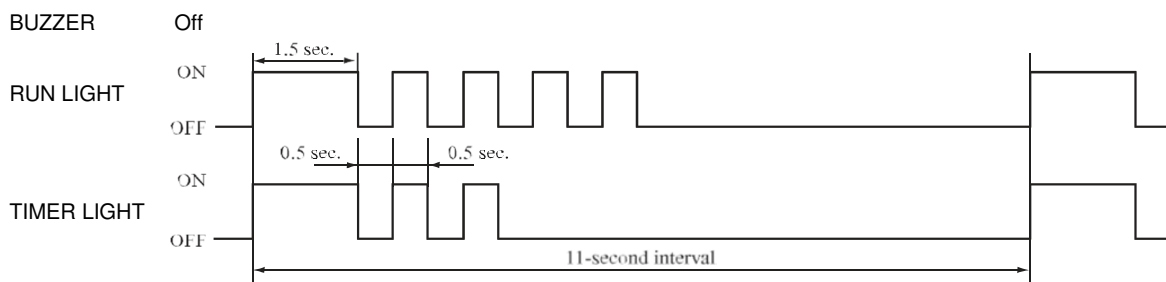 BUZZER Off
1.5 sec.
ON
RUN LIGHT
OFF
0.5 sec. 0.5 sec.
ON
TIMER LIGHT
OFF
11-second interval